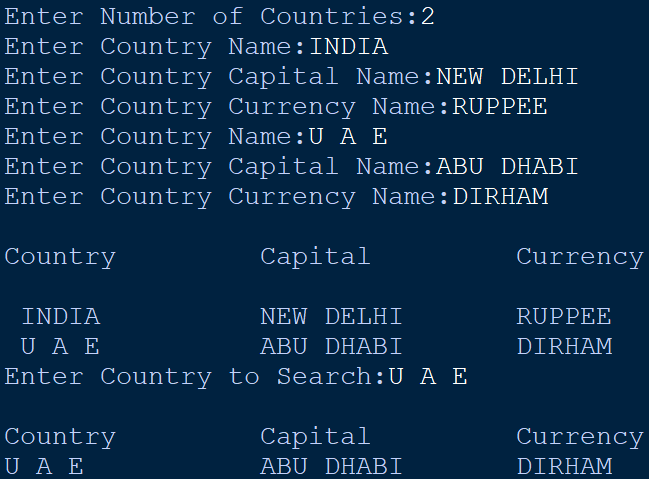 Enter Number of Countries:2
Enter Country Name:INDIA
Enter Country Capital Name:NEW DELHI
Enter Country Currency Name:RUPPEE
Enter Country Name:U A E
Enter Country Capital Name:ABU DHABI
Enter Country Currency Name:DIRHAM
Country Capital Currency
INDIA NEW DELHI RUPPEE
U A E ABU DHABI DIRHAM
Enter Country to Search:U A E
Country Capital Currency
U A E ABU DHABI DIRHAM